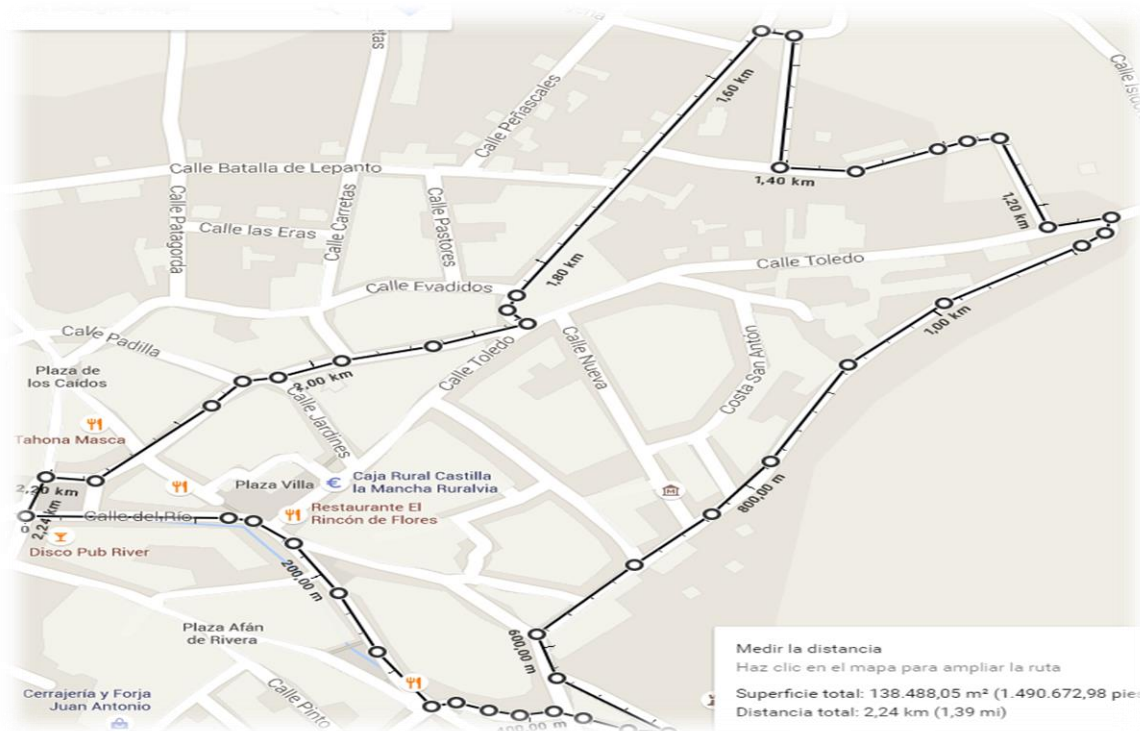 1,60 km
Calle Peñascales
Calle Batalla de Lepanto
1,40 km
Calle Patagorda
Calle Carretas
Calle Pastores
1,20 km
Calle las Eras
Calle Toledo
1,80 km
Calle Evadidos
1,00 km
Calle Padilla
Calle Toledo
Calle Nueva
Costa San Antón
Plaza de
los Caídos
2,00 km
Calle Jardines
Tahona Masca
Plaza Villa
€
Caja Rural Castilla
la Mancha Ruralvia
2,20 km
800,00 m
Calle del Río
Restaurante El
Rincón de Flores
0
2,24 km
Disco Pub River
200,00 m
Plaza Afán
de Rivera
600,00 m
Cerrajería y Forja
Juan Antonio
Calle Pinto
400,00 m
Medir la distancia
Haz clic en el mapa para ampliar la ruta
Superficie total: 138.488,05 m² (1.490.672,98 pie
Distancia total: 2,24 km (1,39 mi)